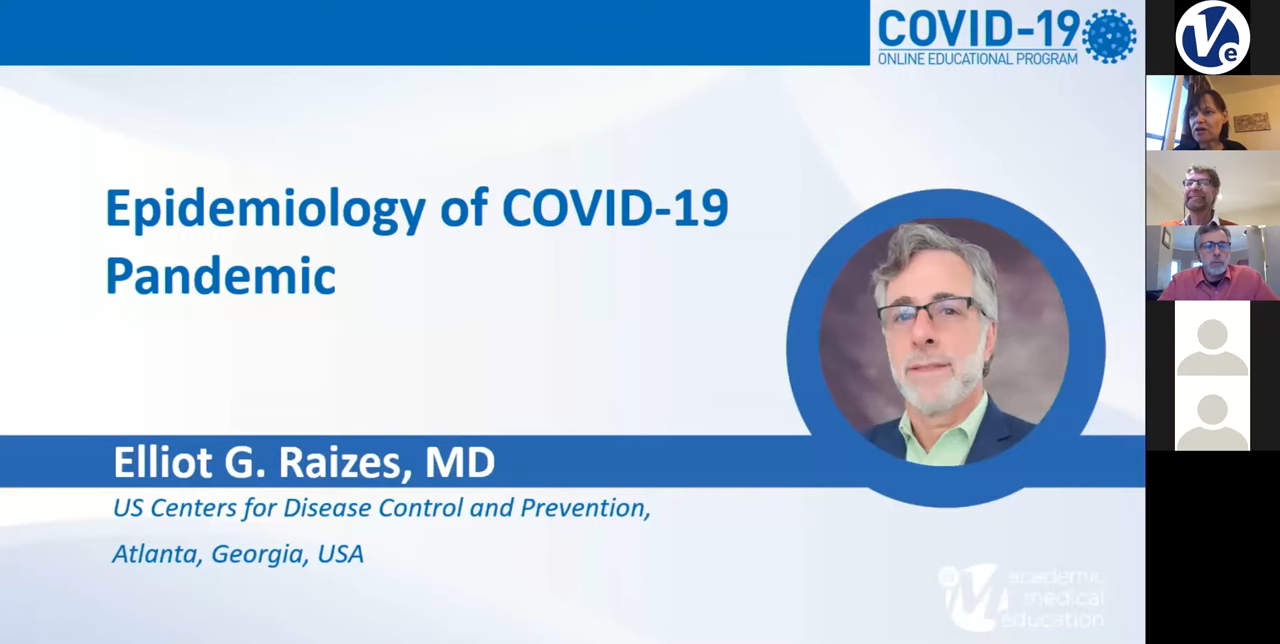 COVID-19
ONLINE EDUCATIONAL PROGRAM
Epidemiology of COVID-19
Pandemic
Elliot G. Raizes, MD
US Centers for Disease Control and Prevention,
Atlanta, Georgia, USA
academic
medical
education
Ve